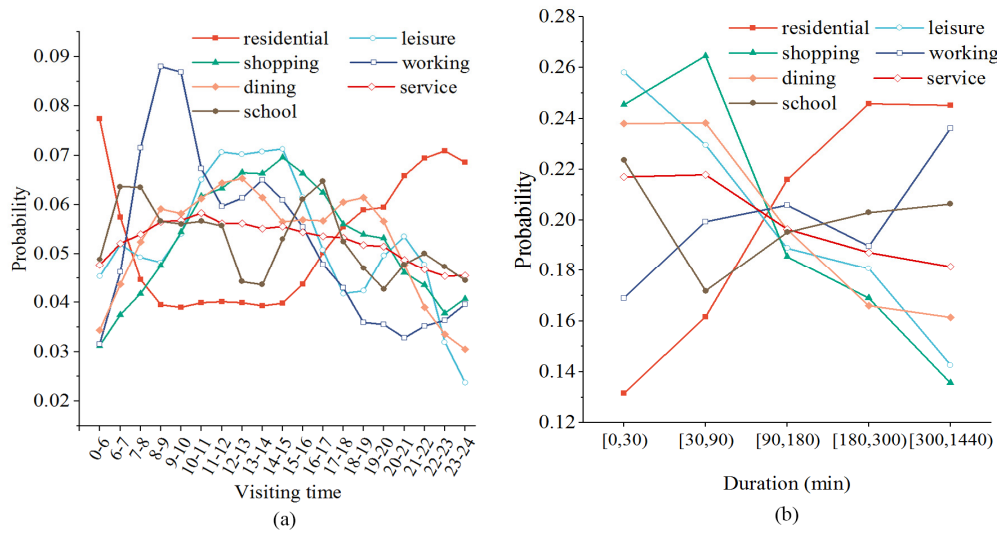 residential
leisure
shopping
working
dining
service
school
Probability
0.09
0.08
0.07
0.06
0.05
0.04
0.03
0.02
0-6
6-7
7-8
8-9
9-10
10-11
11-12
12-13
13-14
14-15
15-16
16-17
17-18
18-19
19-20
20-21
21-22
22-23
23-24
Visiting time
(a)
residential
leisure
shopping
working
dining
service
school
Probability
0.28
0.26
0.24
0.22
0.20
0.18
0.16
0.14
0.12
[0,30)
[30,90)
[90,180)
[180,300)
[300,1440)
Duration (min)
(b)